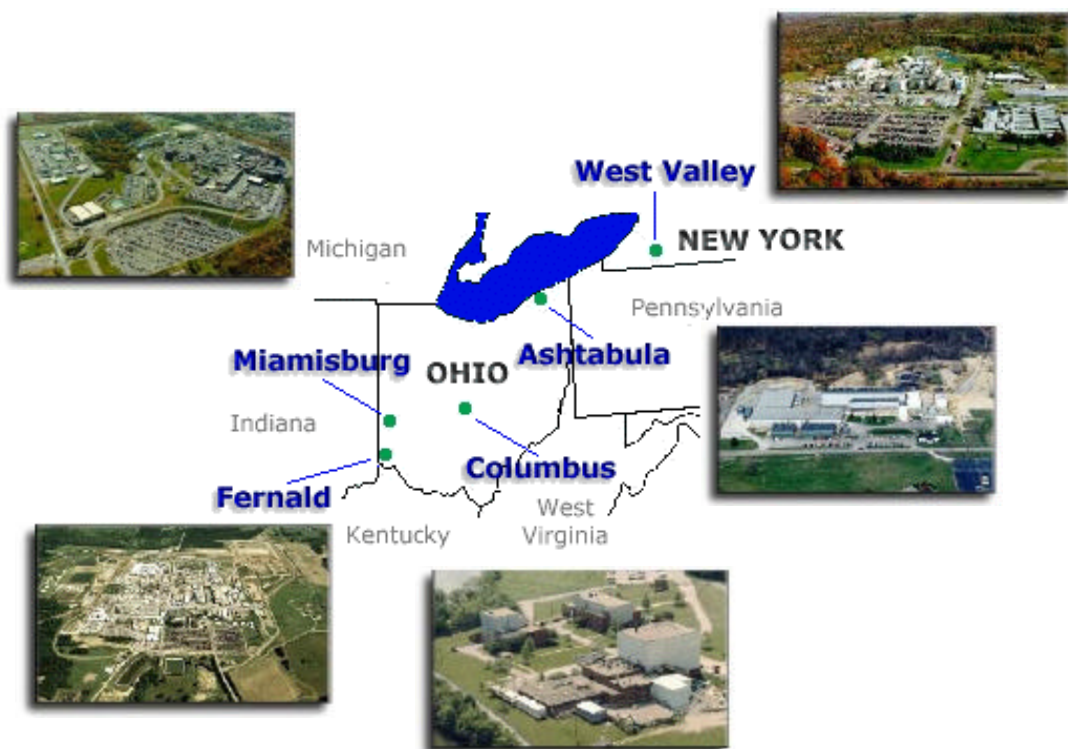 West Valley
NEW YORK
Michigan
Pennsylvania
Miamisburg
OHIO
Ashtabula
Indiana
Columbus
Fernald
Kentucky
West
Virginia